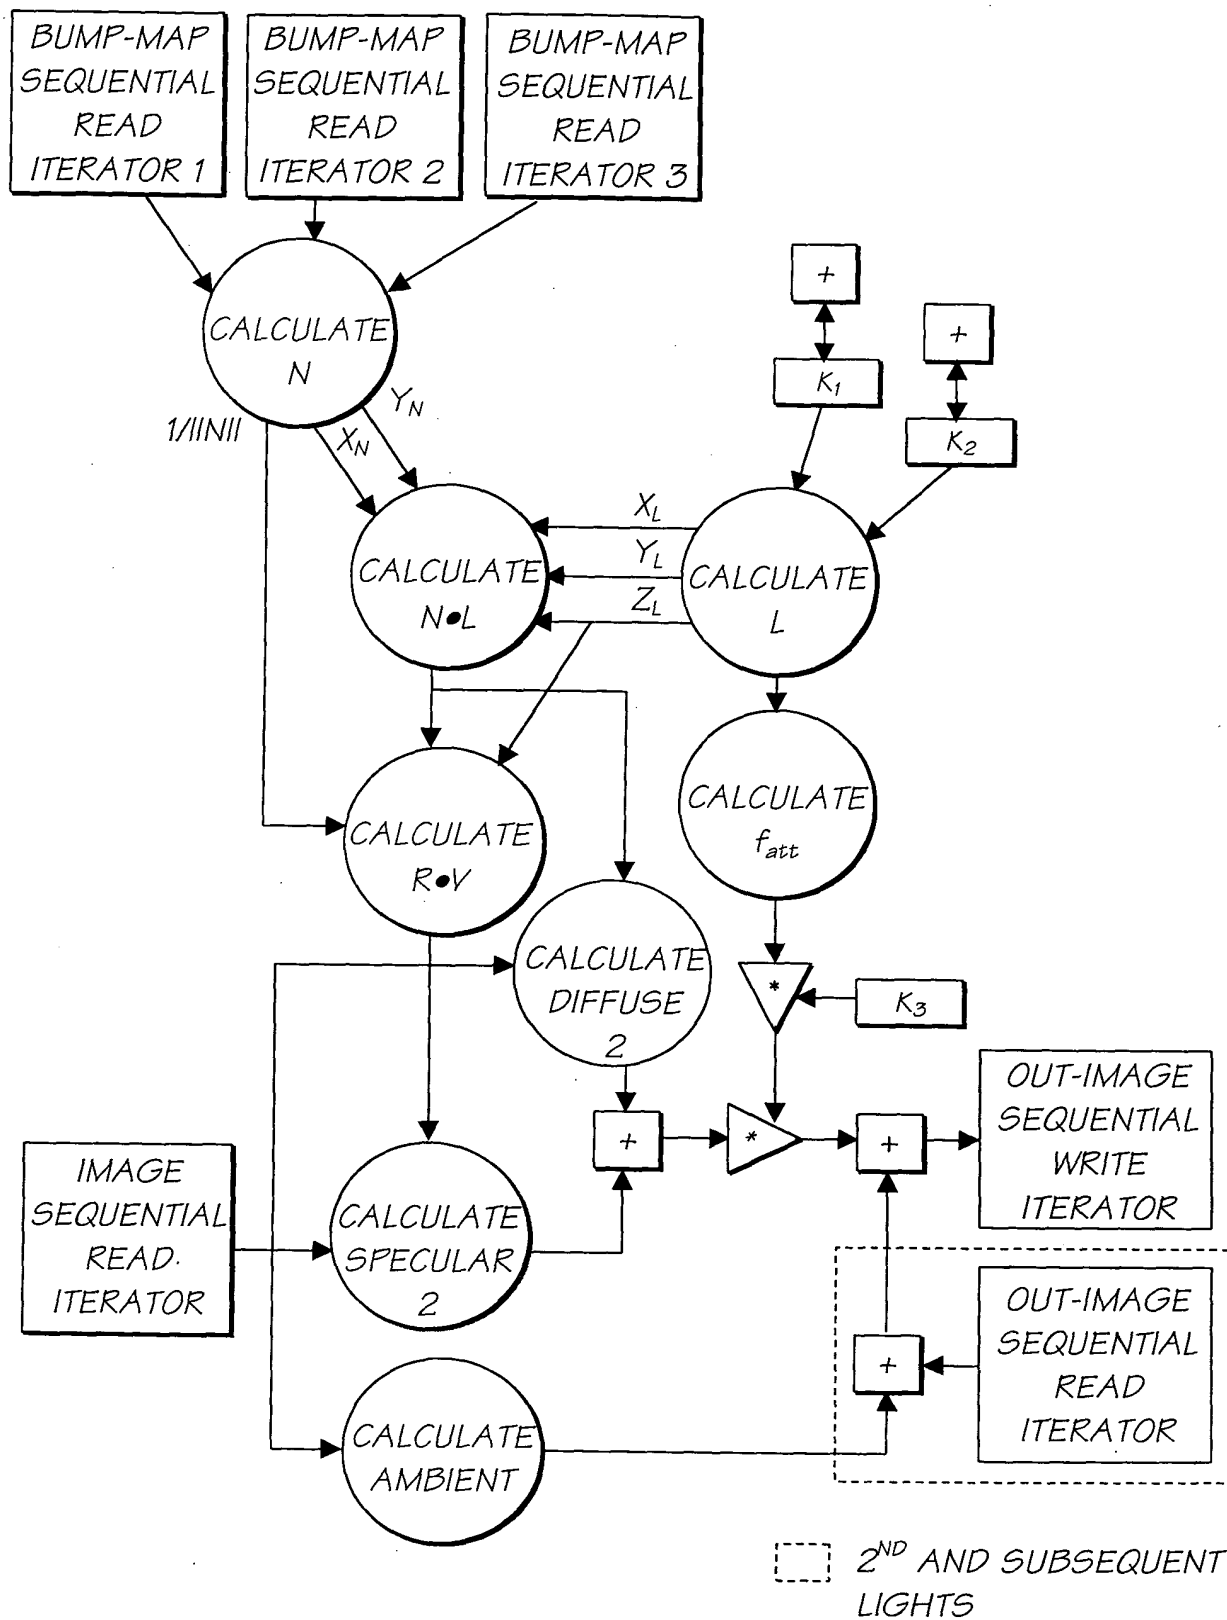 BUMP-MAP
SEQUENTIAL
READ
ITERATOR 1
BUMP-MAP
SEQUENTIAL
READ
ITERATOR 2
BUMP-MAP
SEQUENTIAL
READ
ITERATOR 3
CALCULATE
N
+
K1
+
K2
1/||N||
XN
YN
CALCULATE
N•L
XL
YL
ZL
CALCULATE
L
CALCULATE
R•V
CALCULATE
fatt
CALCULATE
DIFFUSE
2
*
K3
IMAGE
SEQUENTIAL
READ.
ITERATOR
CALCULATE
SPECULAR
2
+
*
+
OUT-IMAGE
SEQUENTIAL
WRITE
ITERATOR
CALCULATE
AMBIENT
+
OUT-IMAGE
SEQUENTIAL
READ
ITERATOR
2ND AND SUBSEQUENT
LIGHTS